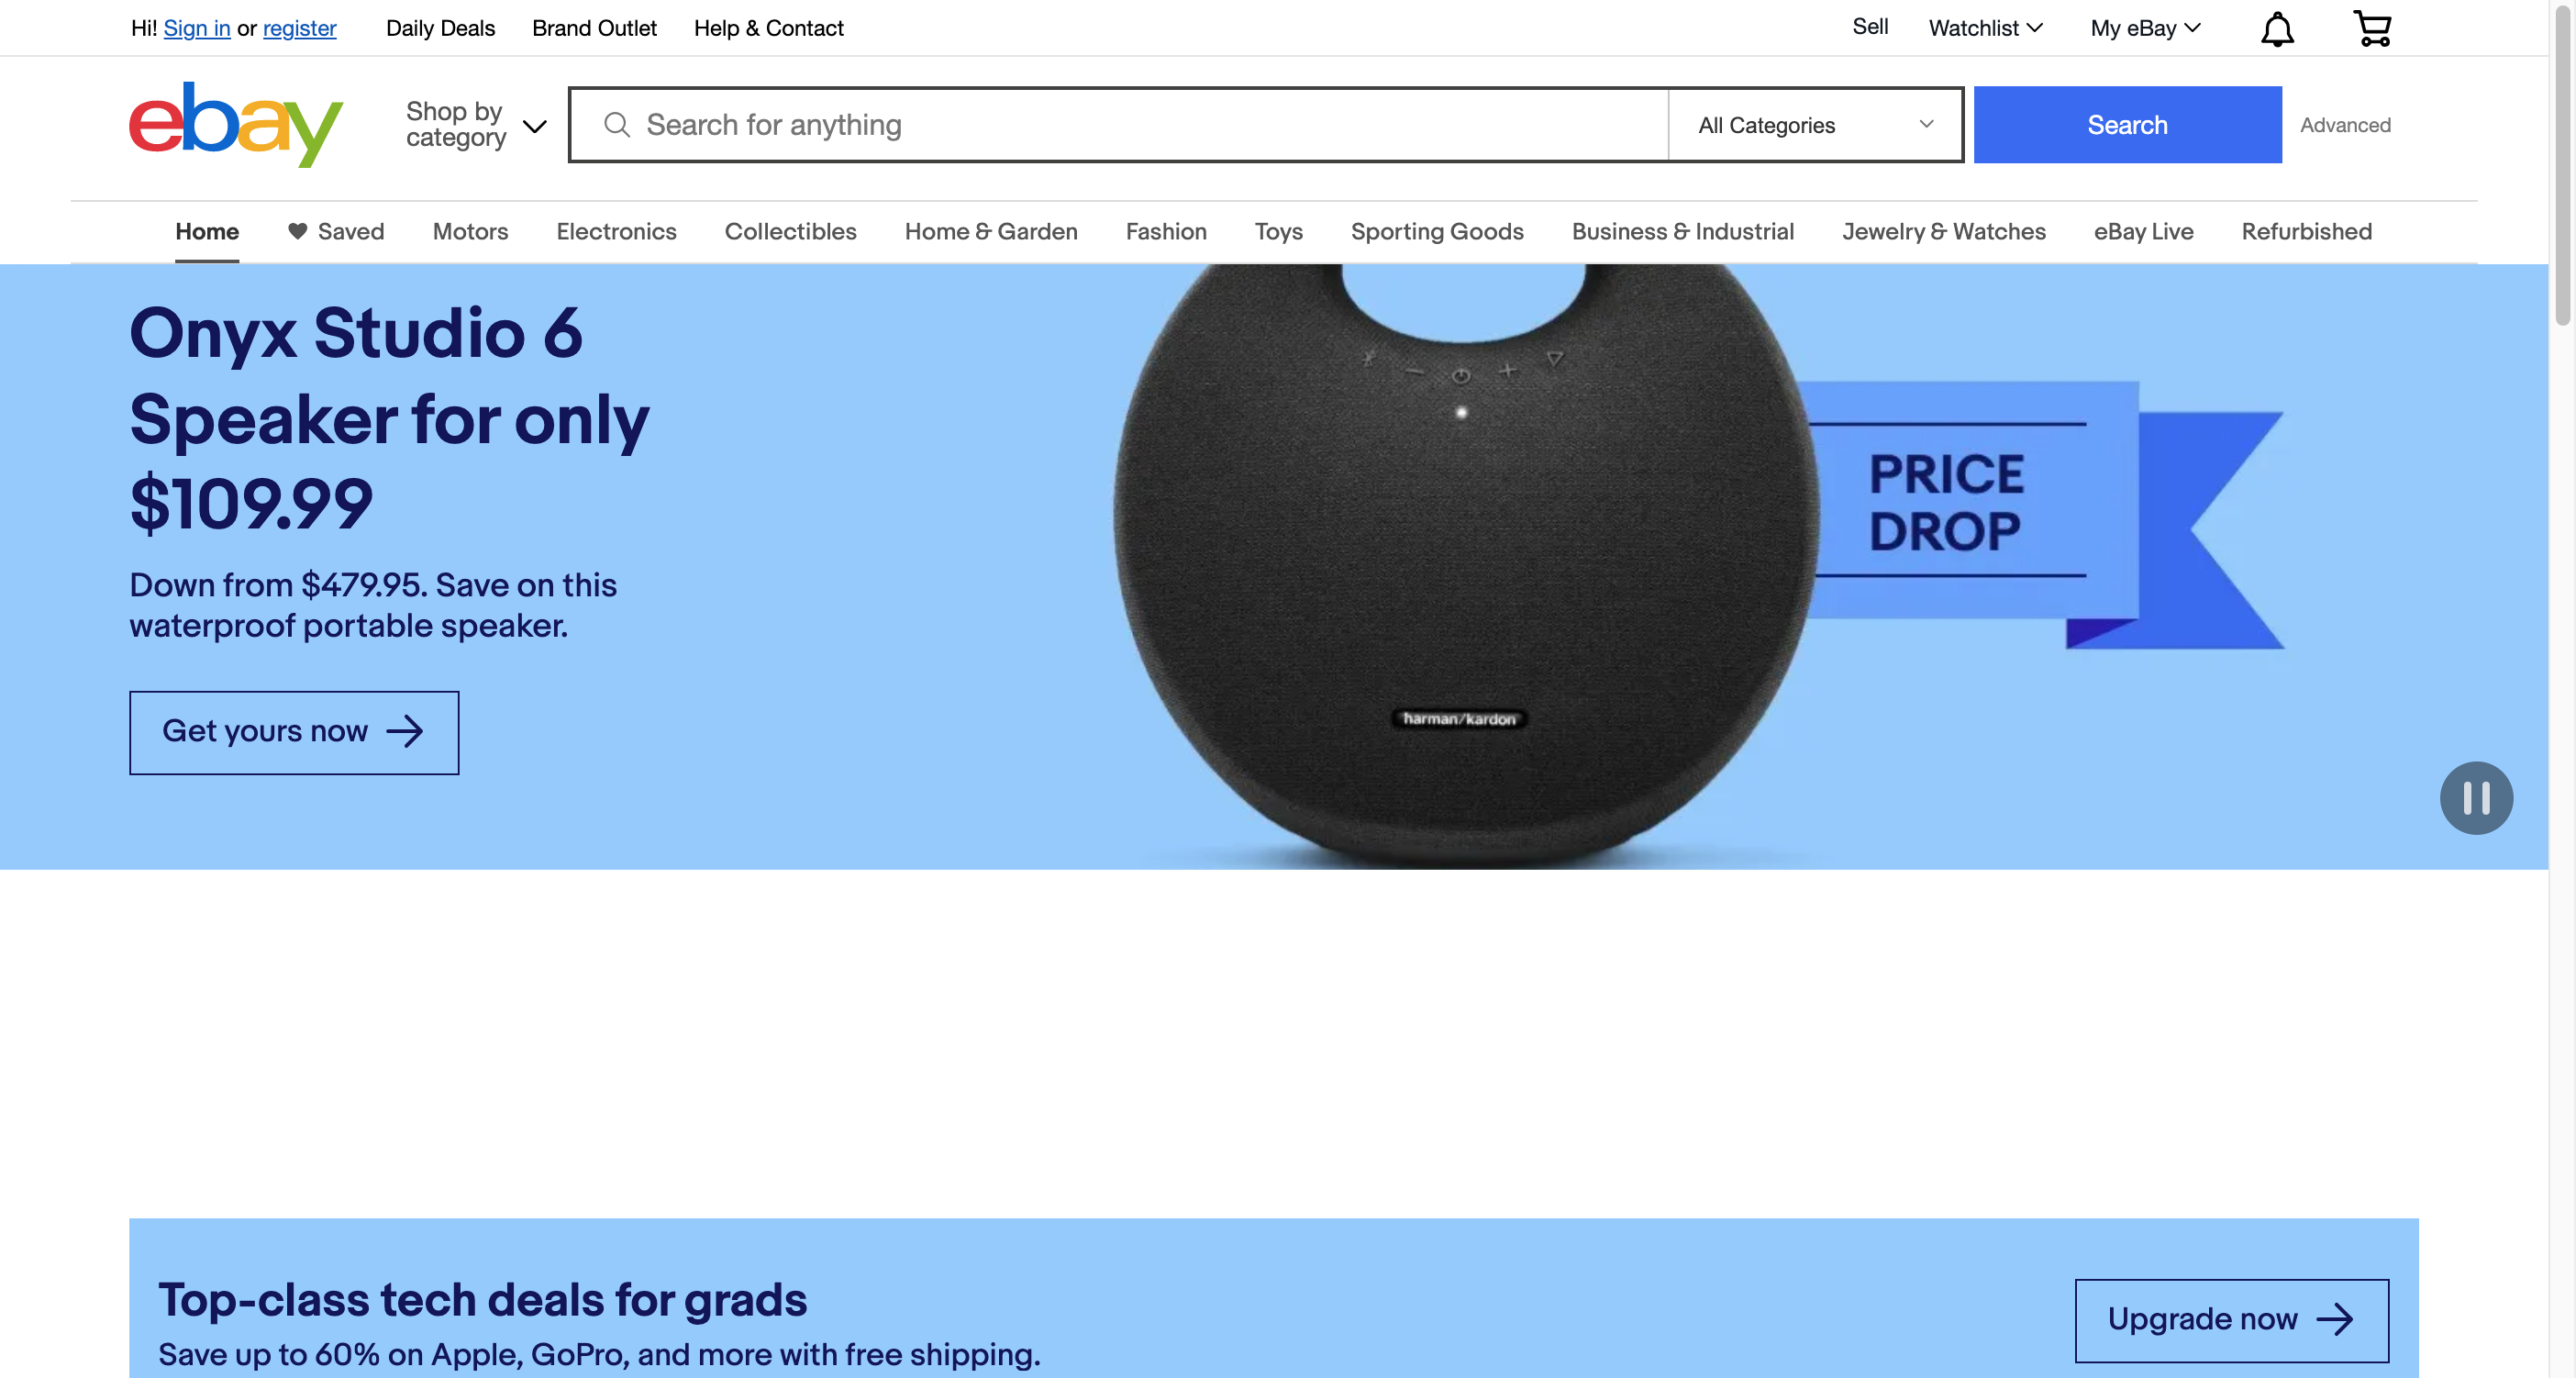 Hi! Sign in or register
Daily Deals
Brand Outlet
Help & Contact
Sell
Watchlist
My eBay
ebay
Shop by
category
Search for anything
All Categories
Search
Advanced
Home
Saved
Motors
Electronics
Collectibles
Home & Garden
Fashion
Toys
Sporting Goods
Business & Industrial
Jewelry & Watches
eBay Live
Refurbished
Onyx Studio 6
Speaker for only
$109.99
Down from $479.95. Save on this
waterproof portable speaker.
Get yours now
harman/kardon
PRICE
DROP
Top-class tech deals for grads
Save up to 60% on Apple, GoPro, and more with free shipping.
Upgrade now